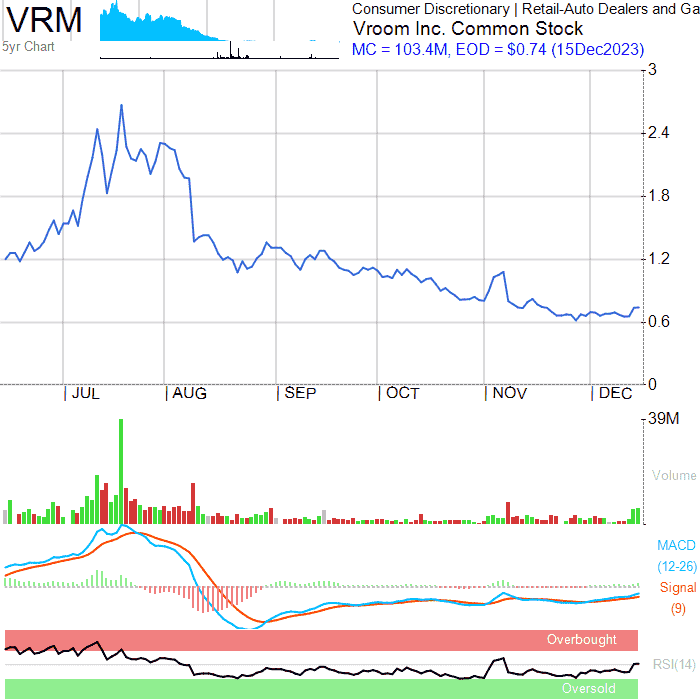 VRM
5yr Chart
Consumer Discretionary | Retail-Auto Dealers and Ga
Vroom Inc. Common Stock
MC = 103.4M, EOD = $0.74 (15Dec2023)
3
2.4
1.8
1.2
0.6
0
JUL AUG SEP OCT NOV DEC
39M
Volume
MACD
(12-26)
Signal
(9)
Overbought
RSI(14)
Oversold